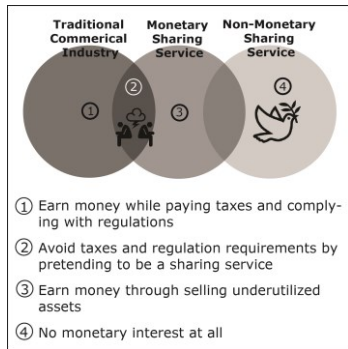 Traditional Monetary Non-Monetary
Commerical Sharing Sharing
Industry Service Service
② ④
① ③
① Earn money while paying taxes and comply-
ing with regulations
② Avoid taxes and regulation requirements by
pretending to be a sharing service
③ Earn money through selling underutilized
assets
④ No monetary interest at all